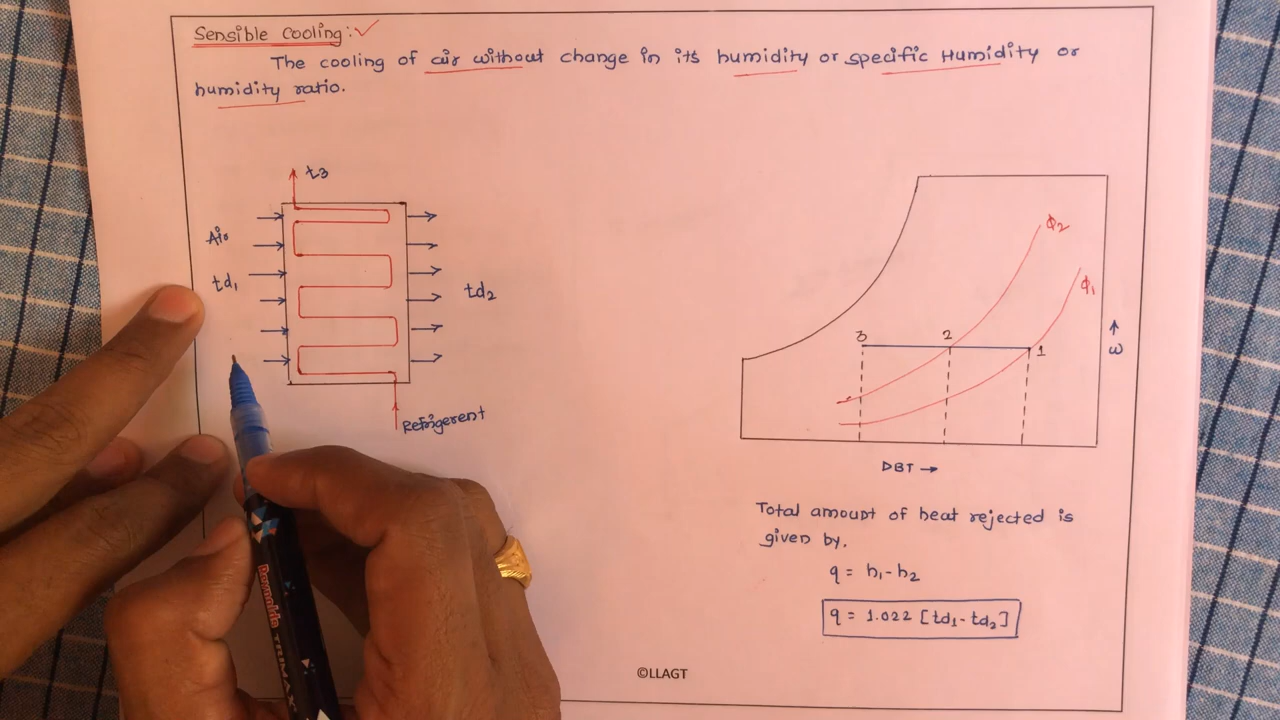 Sensible Cooling:
The cooling of air without change in its humidity or specific Humidity or
humidity ratio.
t3
Air
td1
td2
Refrigerent
Φ2
Φ1
3
2
1
ω
DBT →
Total amount of heat rejected is
given by.
q = h1-h2
q = 1.022 [td1-td2]
©LLAGT
Reynolds TRIMAX